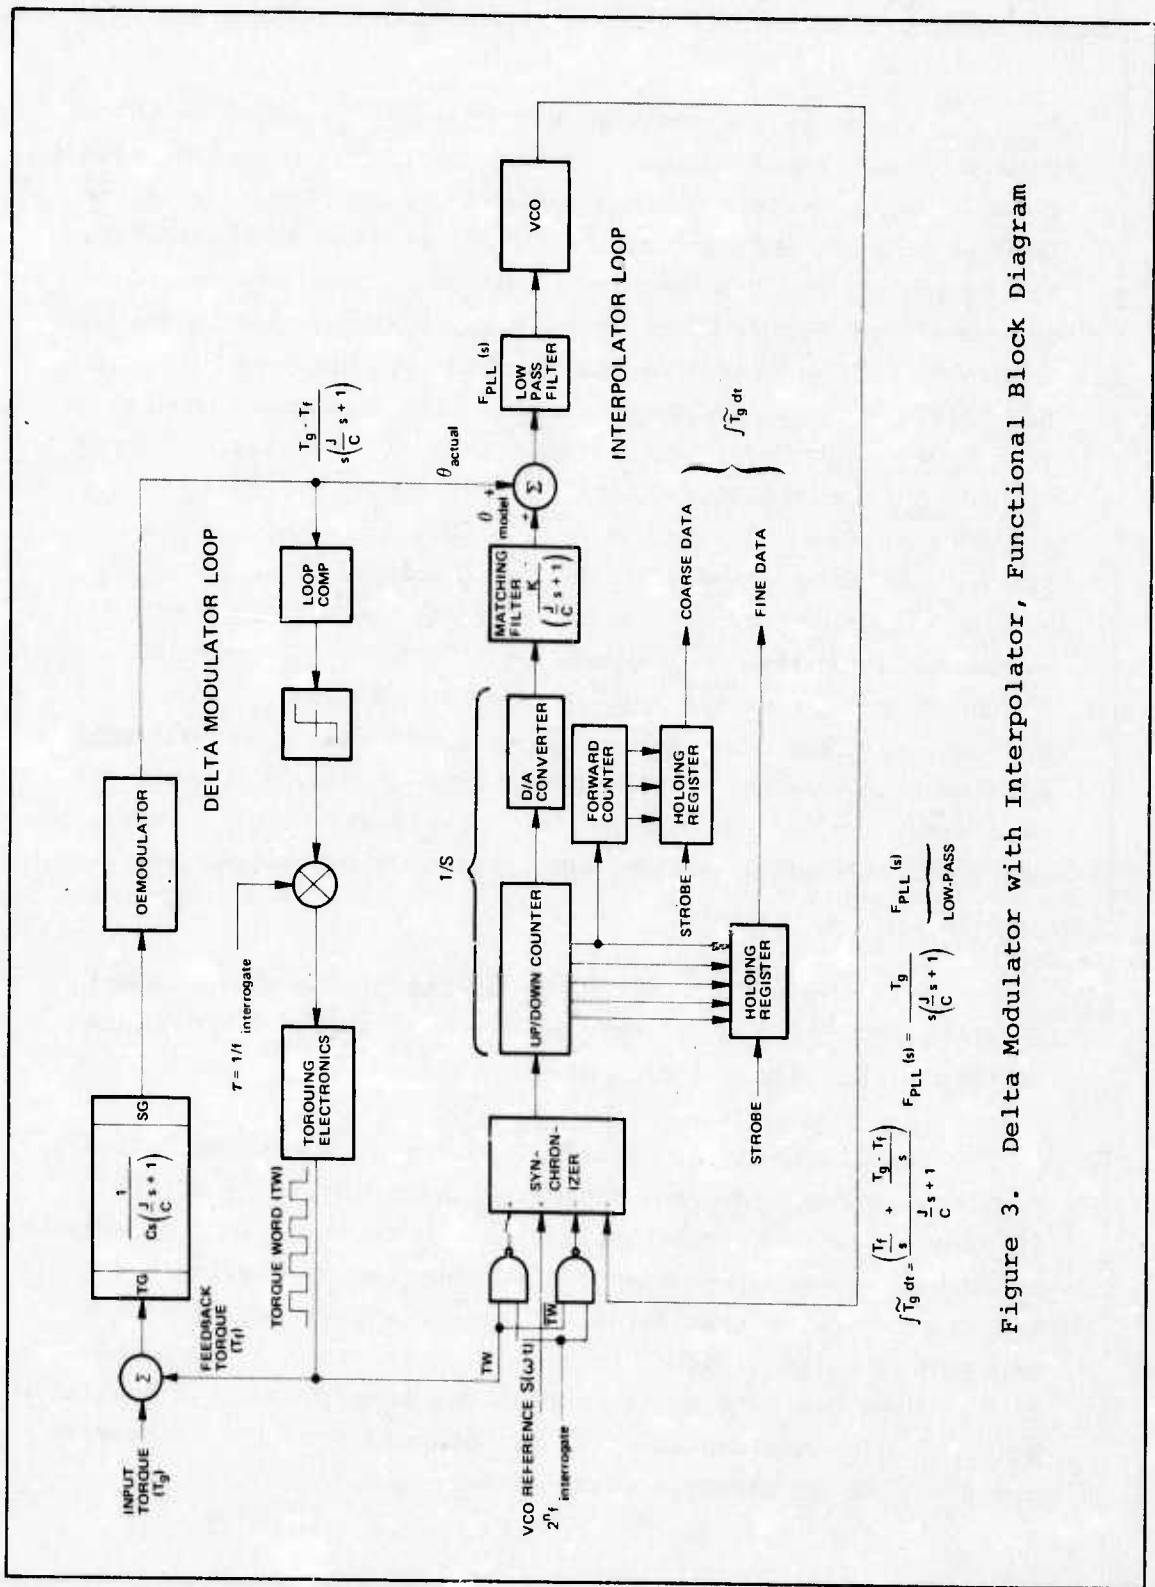 INPUT
TORQUE
(Tg)
Σ
FEEDBACK
TORQUE
(Tf)
TG
1
Cs(J/C s + 1)
SG
DEMODULATOR
DELTA MODULATOR LOOP
TORQUE WORD (TW)
TORQUING
ELECTRONICS
τ = 1/f interrogate
LOOP
COMP
Tg - Tf
s(J/C s + 1)
θ actual
TW
TW
VCO REFERENCE S(ωt)
2ⁿf interrogate
SYN-
CHRON-
IZER
UP/DOWN COUNTER
1/S
D/A
CONVERTER
MATCHING
FILTER
K
(J/C s + 1)
θ
model
+
+
Σ
F PLL (s)
LOW
PASS
FILTER
VCO
INTERPOLATOR LOOP
FORWARD
COUNTER
STROBE
HOLDING
REGISTER
COARSE DATA
STROBE
HOLDING
REGISTER
FINE DATA
∫T̃g dt
∫T̃g dt = (Tf/s + (Tg - Tf)/s) / (J/C s + 1) F PLL (s) = Tg / s(J/C s + 1) F PLL (s)
LOW-PASS
Figure 3. Delta Modulator with Interpolator, Functional Block Diagram